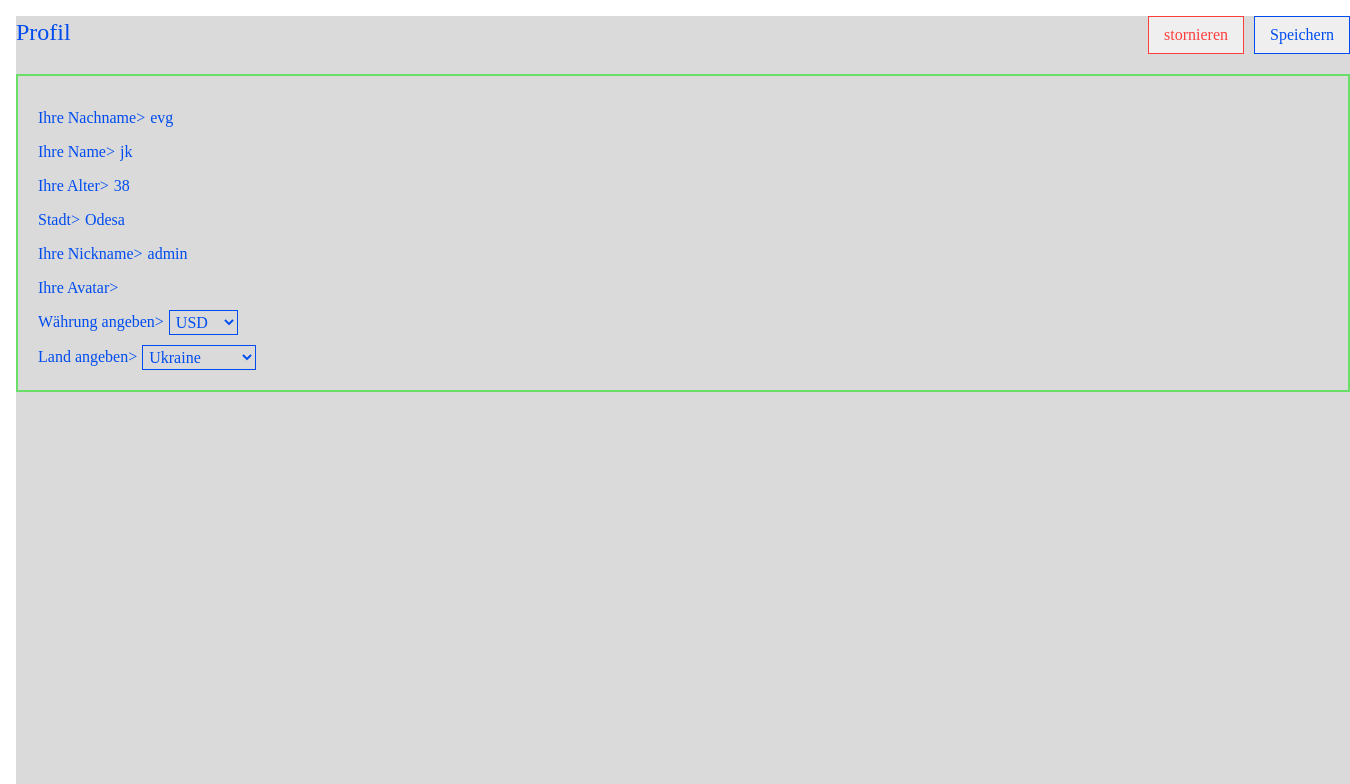 Profil
stornieren
Speichern
Ihre Nachname> evg
Ihre Name> jk
Ihre Alter> 38
Stadt> Odesa
Ihre Nickname> admin
Ihre Avatar>
Währung angeben> USD
Land angeben> Ukraine